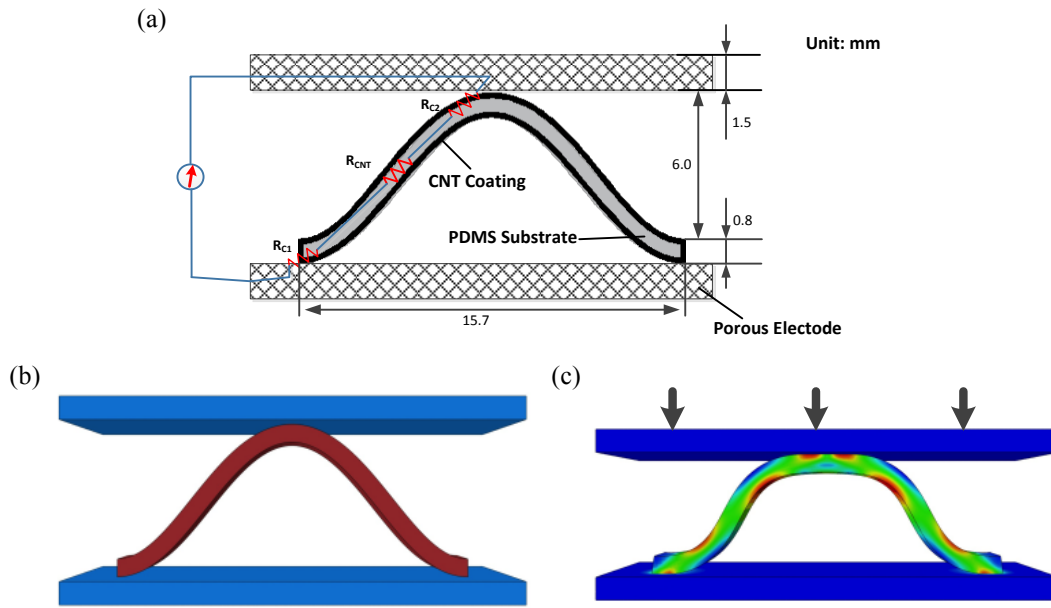 (a)
Unit: mm
R_C2
1.5
R_CNT
6.0
CNT Coating
0.8
PDMS Substrate
R_C1
15.7
Porous Electode
(b)
(c)